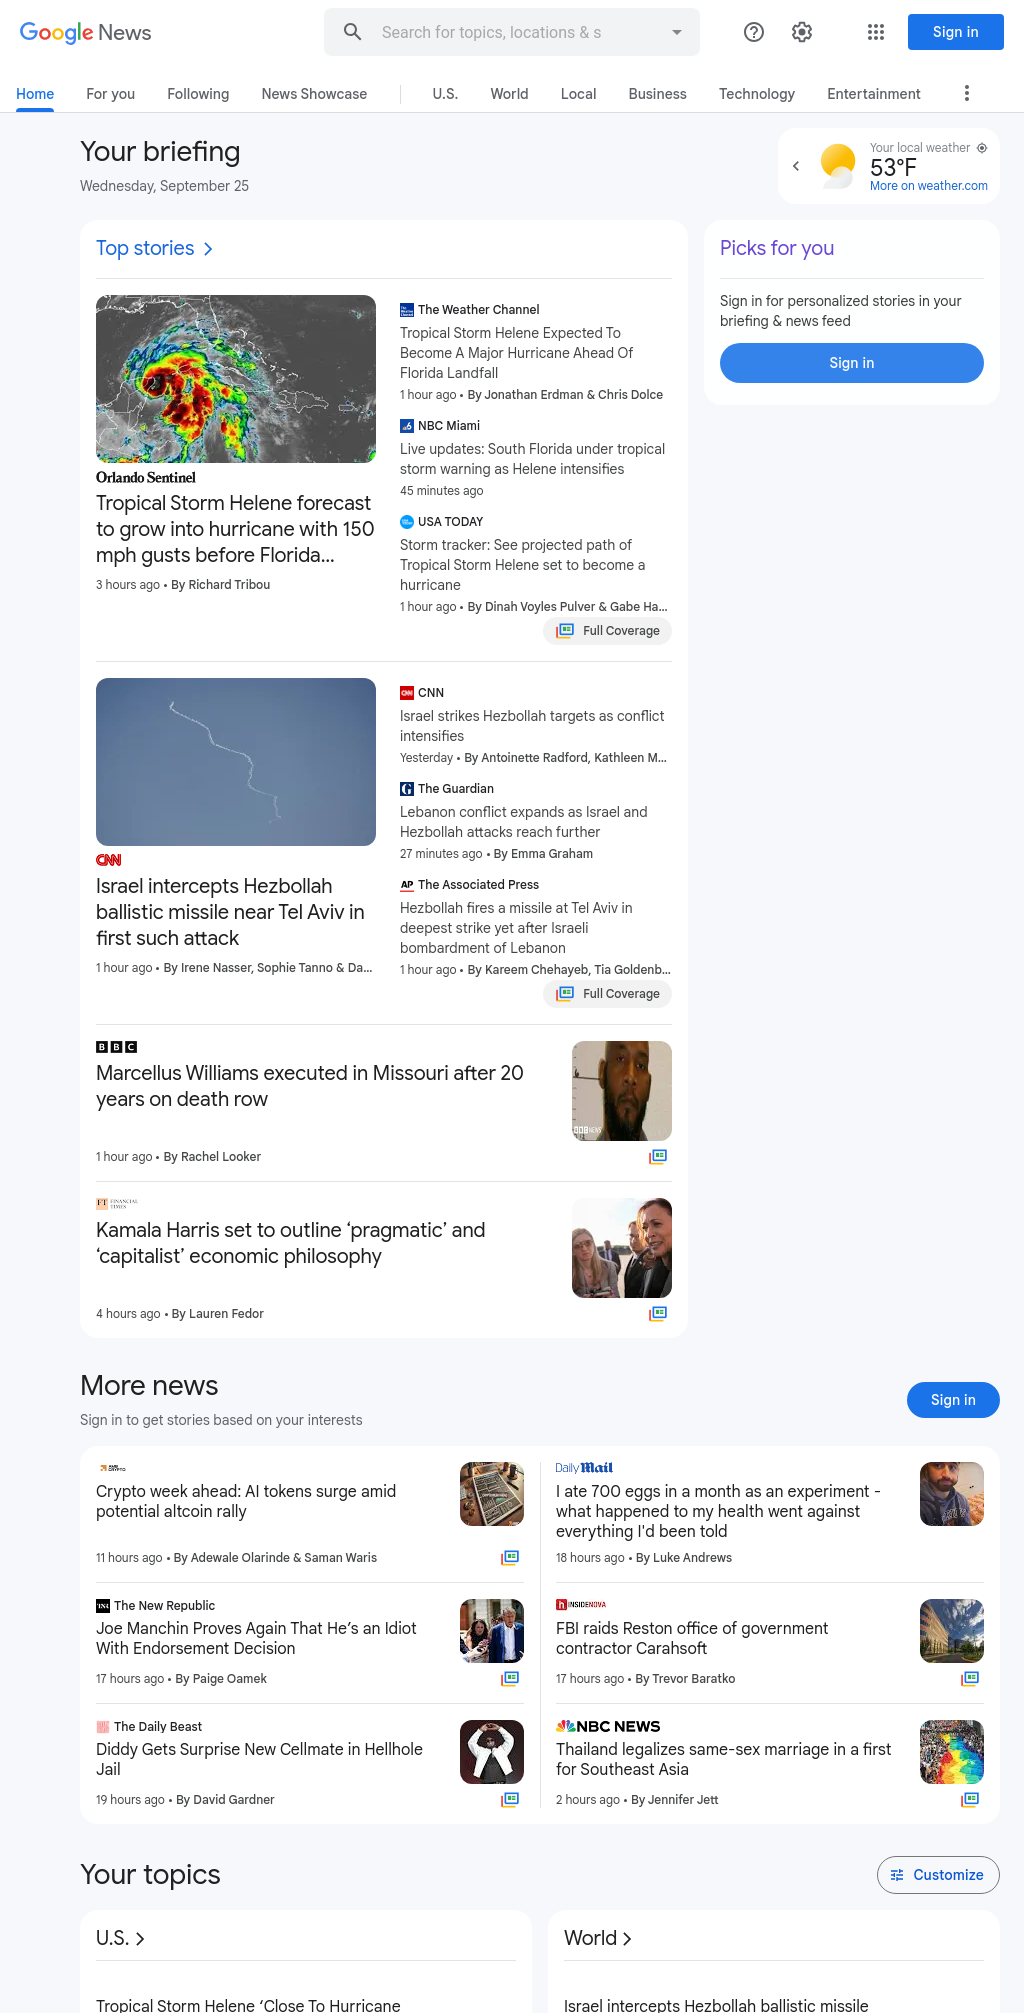 Google News
Search for topics, locations & s
Sign in
Home
For you
Following
News Showcase
U.S.
World
Local
Business
Technology
Entertainment
Your briefing
Wednesday, September 25
Your local weather
53°F
More on weather.com
Top stories
Orlando Sentinel
Tropical Storm Helene forecast
to grow into hurricane with 150
mph gusts before Florida...
3 hours ago • By Richard Tribou
The Weather Channel
Tropical Storm Helene Expected To
Become A Major Hurricane Ahead Of
Florida Landfall
1 hour ago • By Jonathan Erdman & Chris Dolce
NBC Miami
Live updates: South Florida under tropical
storm warning as Helene intensifies
45 minutes ago
USA TODAY
Storm tracker: See projected path of
Tropical Storm Helene set to become a
hurricane
1 hour ago • By Dinah Voyles Pulver & Gabe Ha...
Full Coverage
Picks for you
Sign in for personalized stories in your
briefing & news feed
Sign in
CNN
Israel intercepts Hezbollah
ballistic missile near Tel Aviv in
first such attack
1 hour ago • By Irene Nasser, Sophie Tanno & Da...
CNN
Israel strikes Hezbollah targets as conflict
intensifies
Yesterday • By Antoinette Radford, Kathleen M...
The Guardian
Lebanon conflict expands as Israel and
Hezbollah attacks reach further
27 minutes ago • By Emma Graham
AP The Associated Press
Hezbollah fires a missile at Tel Aviv in
deepest strike yet after Israeli
bombardment of Lebanon
1 hour ago • By Kareem Chehayeb, Tia Goldenb...
Full Coverage
BBC
Marcellus Williams executed in Missouri after 20
years on death row
1 hour ago • By Rachel Looker
BBC NEWS
FT FINANCIAL TIMES
Kamala Harris set to outline ‘pragmatic’ and
‘capitalist’ economic philosophy
4 hours ago • By Lauren Fedor
More news
Sign in to get stories based on your interests
Sign in
AMB CRYPTO
Crypto week ahead: AI tokens surge amid
potential altcoin rally
11 hours ago • By Adewale Olarinde & Saman Waris
Daily Mail
I ate 700 eggs in a month as an experiment -
what happened to my health went against
everything I'd been told
18 hours ago • By Luke Andrews
The New Republic
Joe Manchin Proves Again That He’s an Idiot
With Endorsement Decision
17 hours ago • By Paige Oamek
INSIDENOVA
FBI raids Reston office of government
contractor Carahsoft
17 hours ago • By Trevor Baratko
The Daily Beast
Diddy Gets Surprise New Cellmate in Hellhole
Jail
19 hours ago • By David Gardner
NBC NEWS
Thailand legalizes same-sex marriage in a first
for Southeast Asia
2 hours ago • By Jennifer Jett
Your topics
Customize
U.S.
Tropical Storm Helene ‘Close To Hurricane
World
Israel intercepts Hezbollah ballistic missile